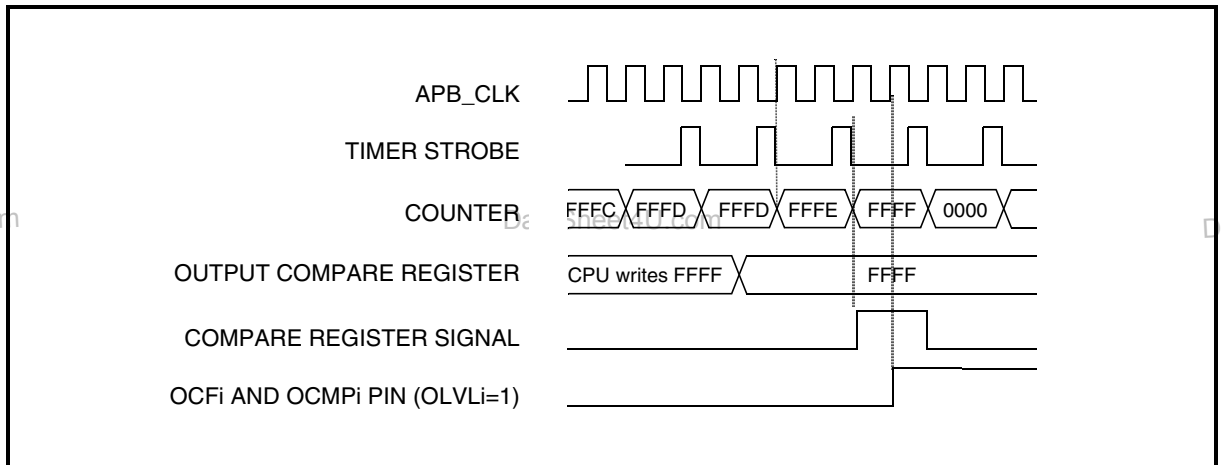 APB_CLK
TIMER STROBE
COUNTER FFFC FFFD FFFD FFFE FFFF 0000
OUTPUT COMPARE REGISTER CPU writes FFFF FFFF
COMPARE REGISTER SIGNAL
OCFi AND OCMPi PIN (OLVLi=1)